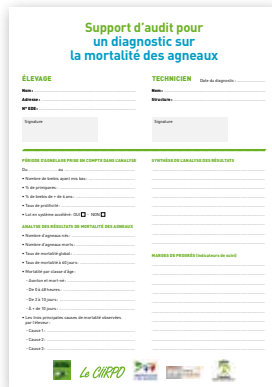 Support d'audit pour
un diagnostic sur
la mortalité des agneaux
ÉLEVAGE
Nom :
Adresse :
N° EDE :
Signature
TECHNICIEN Date du diagnostic :
Nom :
Structure :
Signature
PÉRIODE D'AGNELAGE PRISE EN COMPTE DANS L'ANALYSE
Du au
• Nombre de brebis ayant mis bas :
• % de primipares :
• % de brebis de + de 6 ans :
• Taux de prolificité :
• Lot en système accéléré : OUI - NON
ANALYSE DES RÉSULTATS DE MORTALITÉ DES AGNEAUX
• Nombre d'agneaux nés :
• Nombre d'agneaux morts :
• Taux de mortalité global :
• Taux de mortalité à 60 jours :
• Mortalité par classe d'âge :
- Avorton et mort-né :
- De 0 à 48 heures :
- De 2 à 10 jours :
- À + de 10 jours :
• Les trois principales causes de mortalité observées
par l'éleveur :
- Cause 1 :
- Cause 2 :
- Cause 3 :
SYNTHÈSE DE L'ANALYSE DES RÉSULTATS
MARGES DE PROGRÈS (indicateurs de suivi)
Le CIIRPO